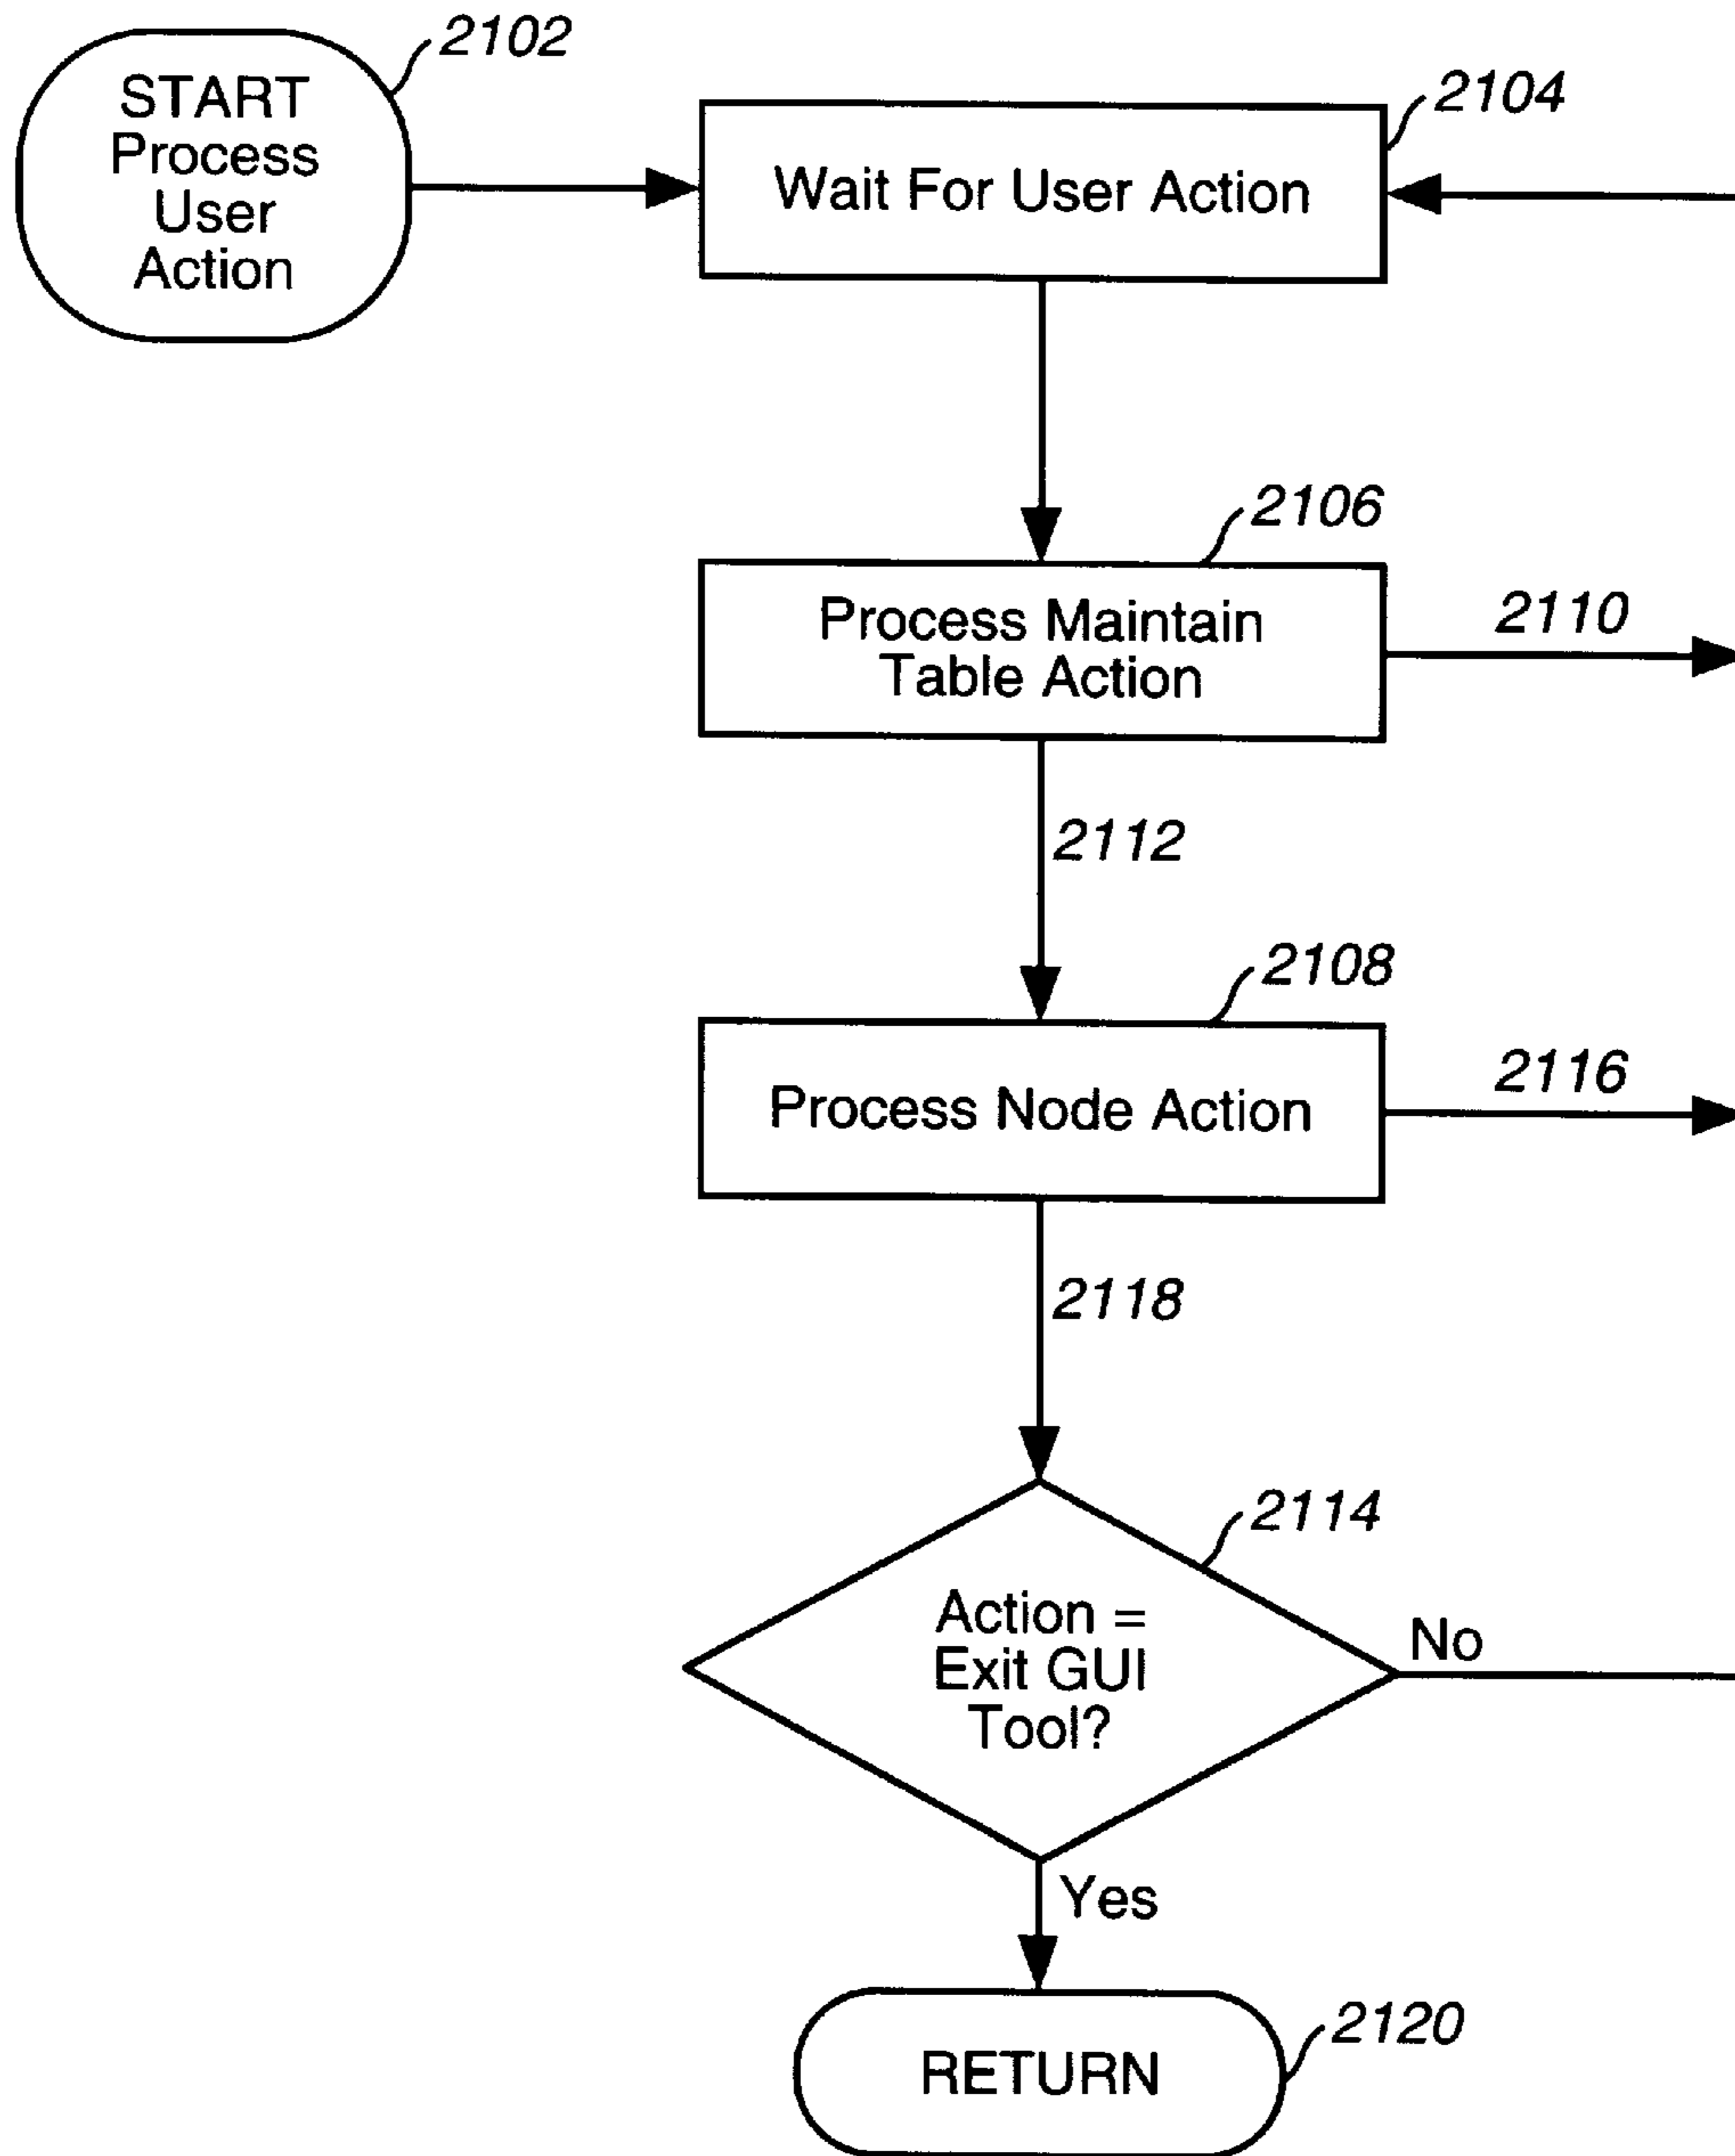 2102
START
Process
User
Action
2104
Wait For User Action
2106
Process Maintain
Table Action
2110
2112
2108
Process Node Action
2116
2118
2114
Action =
Exit GUI
Tool?
No
Yes
2120
RETURN